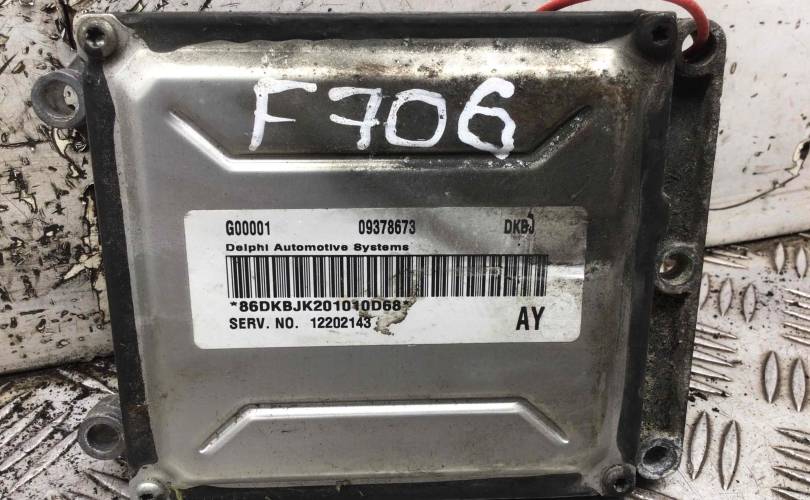 F706
G00001 09378673 DKBJ
Delphi Automotive Systems
*86DKBJK201010D68*
SERV. NO. 12202143 AY